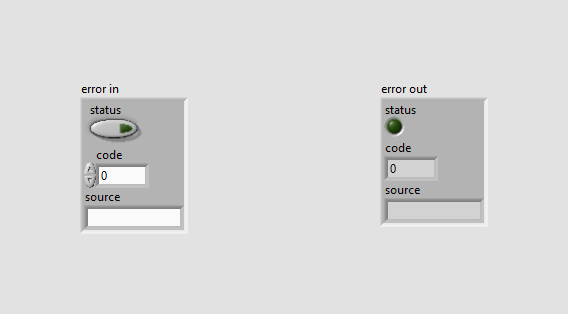 error in
status
code
0
source
error out
status
code
0
source